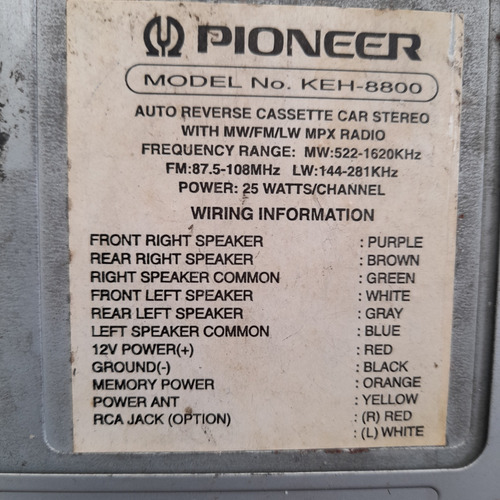 PIONEER
MODEL No. KEH-8800
AUTO REVERSE CASSETTE CAR STEREO
WITH MW/FM/LW MPX RADIO
FREQUENCY RANGE: MW:522-1620KHz
FM:87.5-108MHz LW:144-281KHz
POWER: 25 WATTS/CHANNEL
WIRING INFORMATION
FRONT RIGHT SPEAKER : PURPLE
REAR RIGHT SPEAKER : BROWN
RIGHT SPEAKER COMMON : GREEN
FRONT LEFT SPEAKER : WHITE
REAR LEFT SPEAKER : GRAY
LEFT SPEAKER COMMON : BLUE
12V POWER(+) : RED
GROUND(-) : BLACK
MEMORY POWER : ORANGE
POWER ANT : YELLOW
RCA JACK (OPTION) : (R) RED
: (L) WHITE